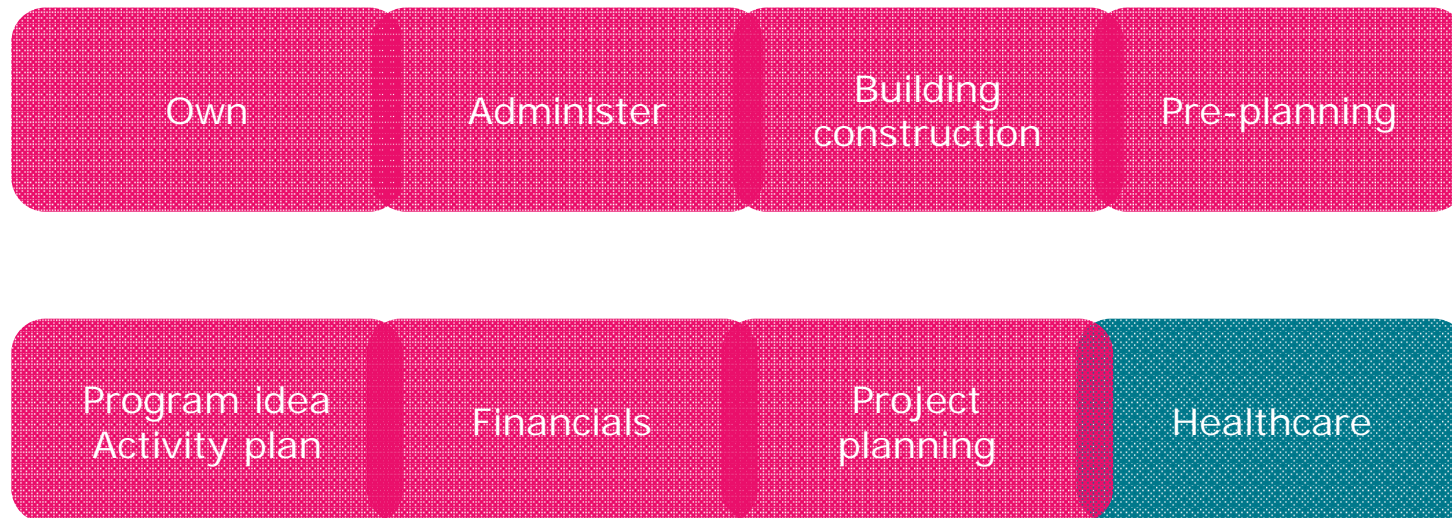 Own
Administer
Building
construction
Pre-planning
Program idea
Activity plan
Financials
Project
planning
Healthcare